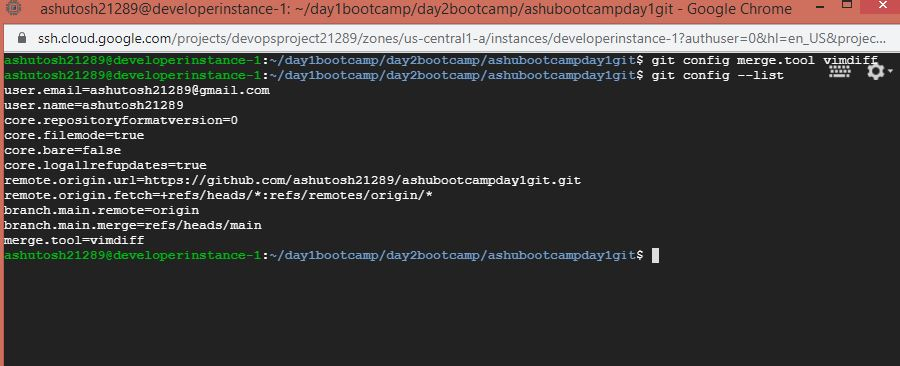 ashutosh21289@developerinstance-1: ~/day1bootcamp/day2bootcamp/ashubootcampday1git - Google Chrome
ssh.cloud.google.com/projects/devopsproject21289/zones/us-central1-a/instances/developerinstance-1?authuser=0&hl=en_US&projec...
ashutosh21289@developerinstance-1:~/day1bootcamp/day2bootcamp/ashubootcampday1git$ git config merge.tool vimdiff
ashutosh21289@developerinstance-1:~/day1bootcamp/day2bootcamp/ashubootcampday1git$ git config --list
user.email=ashutosh21289@gmail.com
user.name=ashutosh21289
core.repositoryformatversion=0
core.filemode=true
core.bare=false
core.logallrefupdates=true
remote.origin.url=https://github.com/ashutosh21289/ashubootcampday1git.git
remote.origin.fetch=+refs/heads/*:refs/remotes/origin/*
branch.main.remote=origin
branch.main.merge=refs/heads/main
merge.tool=vimdiff
ashutosh21289@developerinstance-1:~/day1bootcamp/day2bootcamp/ashubootcampday1git$